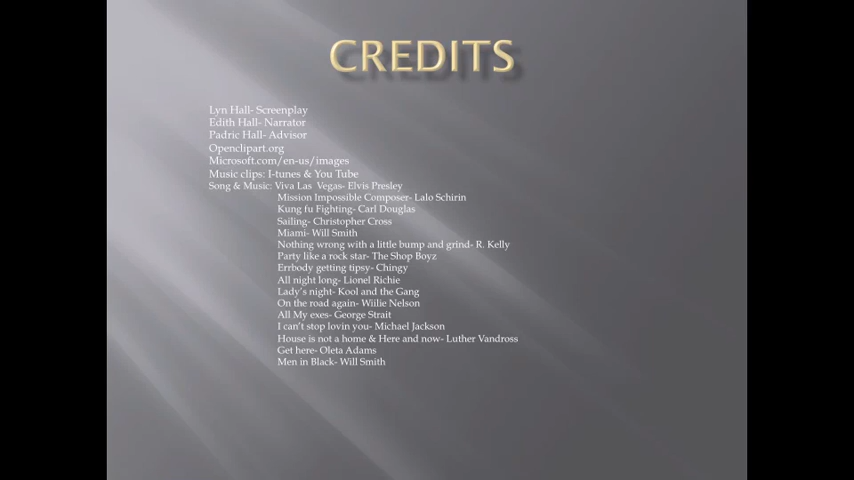 CREDITS
Lyn Hall- Screenplay
Edith Hall- Narrator
Padric Hall- Advisor
Openclipart.org
Microsoft.com/en-us/images
Music clips: I-tunes & You Tube
Song & Music: Viva Las  Vegas- Elvis Presley
Mission Impossible Composer- Lalo Schirin
Kung fu Fighting- Carl Douglas
Sailing- Christopher Cross
Miami- Will Smith
Nothing wrong with a little bump and grind- R. Kelly
Party like a rock star- The Shop Boyz
Errbody getting tipsy- Chingy
All night long- Lionel Richie
Lady's night- Kool and the Gang
On the road again- Wiilie Nelson
All My exes- George Strait
I can't stop lovin you- Michael Jackson
House is not a home & Here and now- Luther Vandross
Get here- Oleta Adams
Men in Black- Will Smith